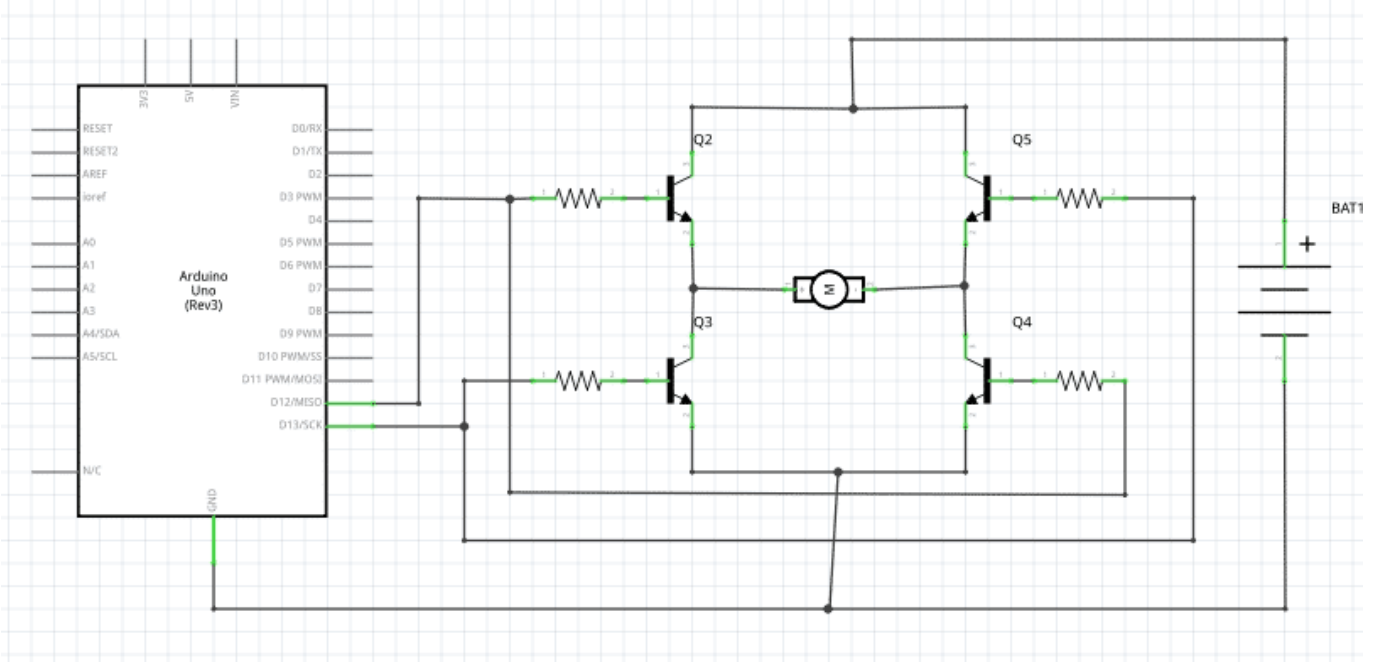 3V3
5V
VIN
RESET
RESET2
AREF
ioref
A0
A1
A2
A3
A4/SDA
A5/SCL
N/C
D0/RX
D1/TX
D2
D3 PWM
D4
D5 PWM
D6 PWM
D7
D8
D9 PWM
D10 PWM/SS
D11 PWM/MOSI
D12/MISO
D13/SCK
GND
Arduino
Uno
(Rev3)
Q2
Q5
Q3
Q4
M
BAT1
+